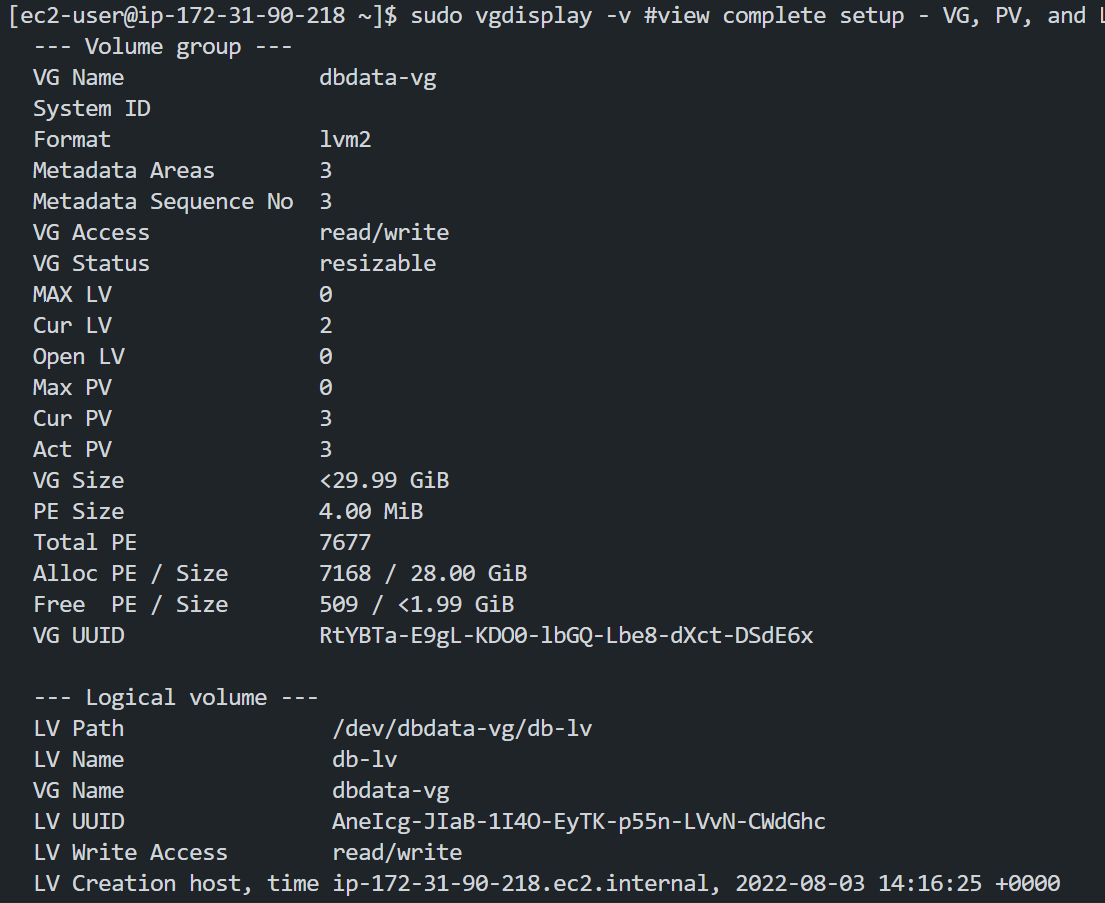 [ec2-user@ip-172-31-90-218 ~]$ sudo vgdisplay -v #view complete setup - VG, PV, and
--- Volume group ---
VG Name dbdata-vg
System ID
Format lvm2
Metadata Areas 3
Metadata Sequence No 3
VG Access read/write
VG Status resizable
MAX LV 0
Cur LV 2
Open LV 0
Max PV 0
Cur PV 3
Act PV 3
VG Size <29.99 GiB
PE Size 4.00 MiB
Total PE 7677
Alloc PE / Size 7168 / 28.00 GiB
Free PE / Size 509 / <1.99 GiB
VG UUID RtYBTa-E9gL-KDO0-lbGQ-Lbe8-dXct-DSdE6x
--- Logical volume ---
LV Path /dev/dbdata-vg/db-lv
LV Name db-lv
VG Name dbdata-vg
LV UUID AneIcg-JIaB-1I4O-EyTK-p55n-LVvN-CWdGhc
LV Write Access read/write
LV Creation host, time ip-172-31-90-218.ec2.internal, 2022-08-03 14:16:25 +0000